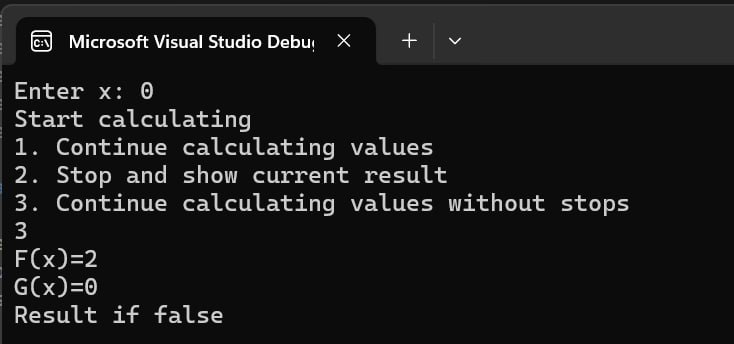 Microsoft Visual Studio Debug
Enter x: 0
Start calculating
1. Continue calculating values
2. Stop and show current result
3. Continue calculating values without stops
3
F(x)=2
G(x)=0
Result if false